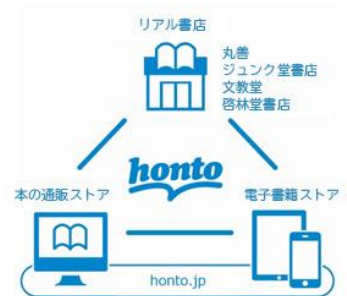 リアル書店
丸善
ジュンク堂書店
文教堂
啓林堂書店
honto
本の通販ストア
電子書籍ストア
honto.jp